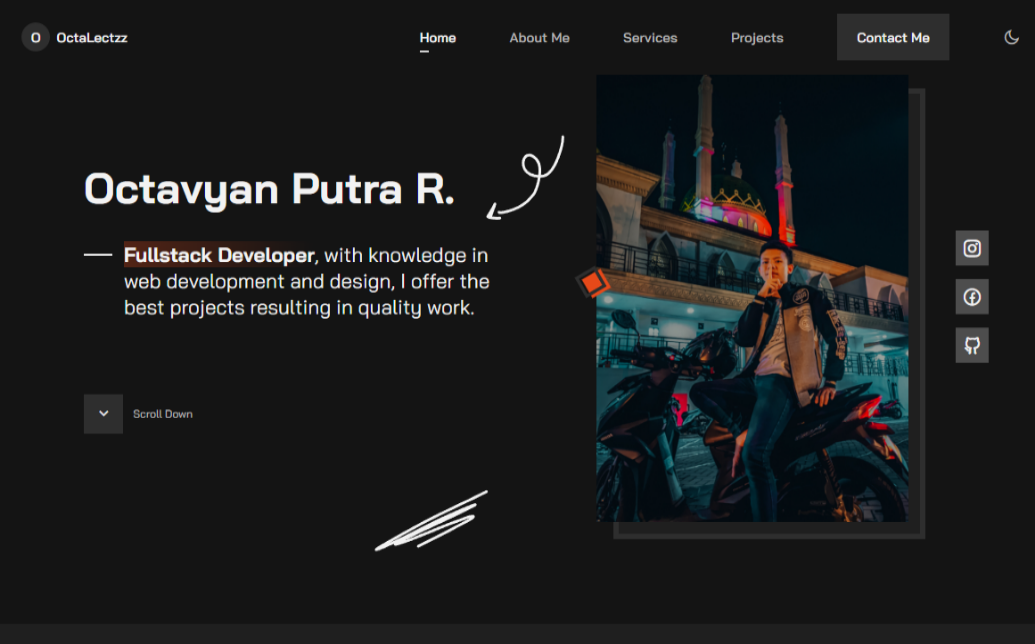 O OctaLectzz
Home About Me Services Projects Contact Me
Octavyan Putra R.
Fullstack Developer, with knowledge in
web development and design, I offer the
best projects resulting in quality work.
Scroll Down